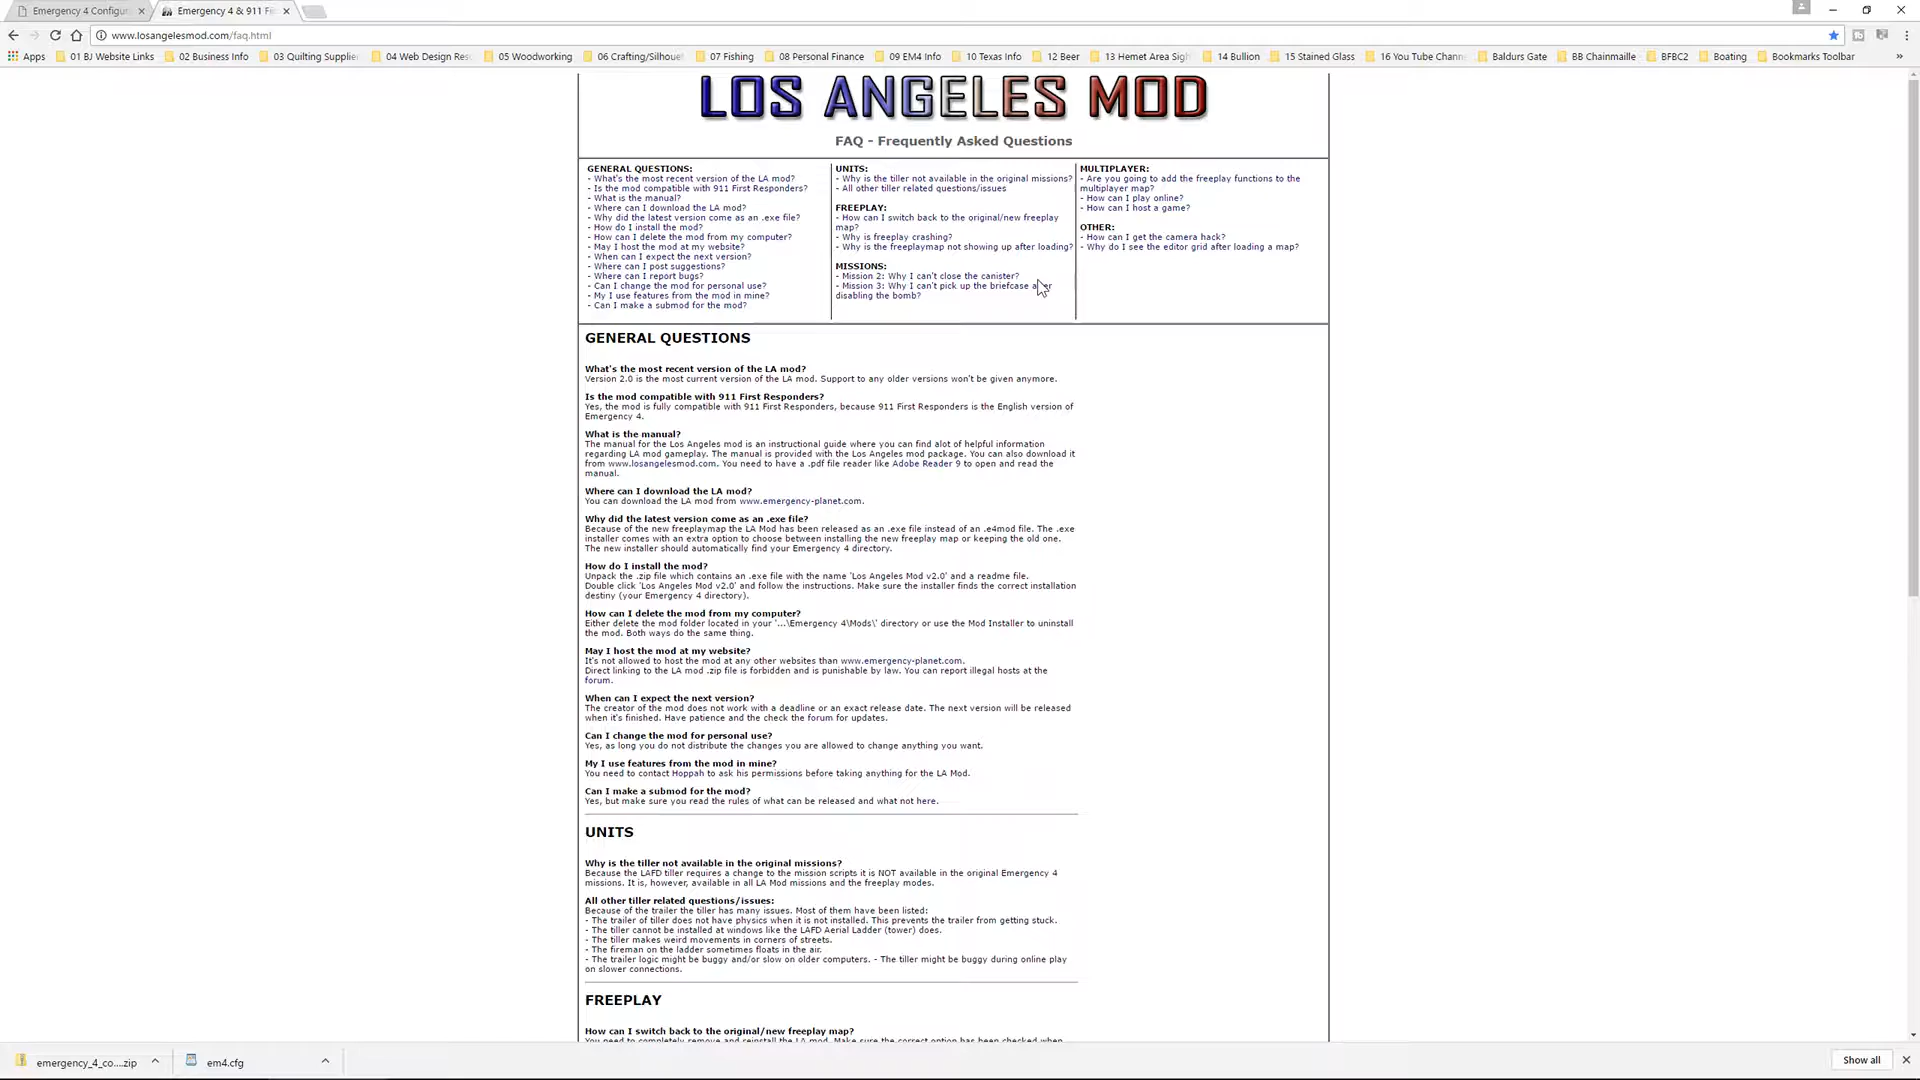 Emergency 4 Configu
Emergency 4 & 911 Fi
www.losangelesmod.com/faq.html
Apps 01 BJ Website Links 02 Business Info 03 Quilting Supplie 04 Web Design Res 05 Woodworking 06 Crafting/Silhoue 07 Fishing 08 Personal Finance 09 EM4 Info 10 Texas Info 12 Beer 13 Hemet Area Sigh 14 Bullion 15 Stained Glass 16 You Tube Chann Baldurs Gate BB Chainmaille BFBC2 Boating Bookmarks Toolbar »
LOS ANGELES MOD
FAQ - Frequently Asked Questions
GENERAL QUESTIONS:
- What's the most recent version of the LA mod?
- Is the mod compatible with 911 First Responders?
- What is the manual?
- Where can I download the LA mod?
- Why did the latest version come as an .exe file?
- How do I install the mod?
- How can I delete the mod from my computer?
- May I host the mod at my website?
- When can I expect the next version?
- Where can I post suggestions?
- Where can I report bugs?
- Can I change the mod for personal use?
- My I use features from the mod in mine?
- Can I make a submod for the mod?
UNITS:
- Why is the tiller not available in the original missions?
- All other tiller related questions/issues
FREEPLAY:
- How can I switch back to the original/new freeplay
map?
- Why is freeplay crashing?
- Why is the freeplaymap not showing up after loading?
MISSIONS:
- Mission 2: Why I can't close the canister?
- Mission 3: Why I can't pick up the briefcase
disabling the bomb?
MULTIPLAYER:
- Are you going to add the freeplay functions to the
multiplayer map?
- How can I play online?
- How can I host a game?
OTHER:
- How can I get the camera hack?
- Why do I see the editor grid after loading a map?
GENERAL QUESTIONS
What's the most recent version of the LA mod?
Version 2.0 is the most current version of the LA mod. Support to any older versions won't be given anymore.
Is the mod compatible with 911 First Responders?
Yes, the mod is fully compatible with 911 First Responders, because 911 First Responders is the English version of
Emergency 4.
What is the manual?
The manual for the Los Angeles mod is an instructional guide where you can find alot of helpful information
regarding LA mod gameplay. The manual is provided with the Los Angeles mod package. You can also download it
from www.losangelesmod.com. You need to have a .pdf file reader like Adobe Reader 9 to open and read the
manual.
Where can I download the LA mod?
You can download the LA mod from www.emergency-planet.com.
Why did the latest version come as an .exe file?
Because of the new freeplaymap the LA Mod has been released as an .exe file instead of an .e4mod file. The .exe
installer comes with an extra option to choose between installing the new freeplay map or keeping the old one.
The new installer should automatically find your Emergency 4 directory.
How do I install the mod?
Unpack the .zip file which contains an .exe file with the name 'Los Angeles Mod v2.0' and a readme file.
Double click 'Los Angeles Mod v2.0' and follow the instructions. Make sure the installer finds the correct installation
destiny (your Emergency 4 directory).
How can I delete the mod from my computer?
Either delete the mod folder located in your '...\Emergency 4\Mods\' directory or use the Mod Installer to uninstall
the mod. Both ways do the same thing.
May I host the mod at my website?
It's not allowed to host the mod at any other websites than www.emergency-planet.com.
Direct linking to the LA mod .zip file is forbidden and is punishable by law. You can report illegal hosts at the
forum.
When can I expect the next version?
The creator of the mod does not work with a deadline or an exact release date. The next version will be released
when it's finished. Have patience and the check the forum for updates.
Can I change the mod for personal use?
Yes, as long you do not distribute the changes you are allowed to change anything you want.
My I use features from the mod in mine?
You need to contact Hoppah to ask his permissions before taking anything for the LA Mod.
Can I make a submod for the mod?
Yes, but make sure you read the rules of what can be released and what not here.
UNITS
Why is the tiller not available in the original missions?
Because the LAFD tiller requires a change to the mission scripts it is NOT available in the original Emergency 4
missions. It is, however, available in all LA Mod missions and the freeplay modes.
All other tiller related questions/issues:
Because of the trailer the tiller has many issues. Most of them have been listed:
- The trailer of tiller does not have physics when it is not installed. This prevents the trailer from getting stuck.
- The tiller cannot be installed at windows like the LAFD Aerial Ladder (tower) does.
- The tiller makes weird movements in corners of streets.
- The fireman on the ladder sometimes floats in the air.
- The trailer logic might be buggy and/or slow on older computers. - The tiller might be buggy during online play
on slower connections.
FREEPLAY
How can I switch back to the original/new freeplay map?
You need to completely remove and reinstall the LA mod. Make sure the correct option has been checked when
emergency_4_co....zip
em4.cfg
Show all